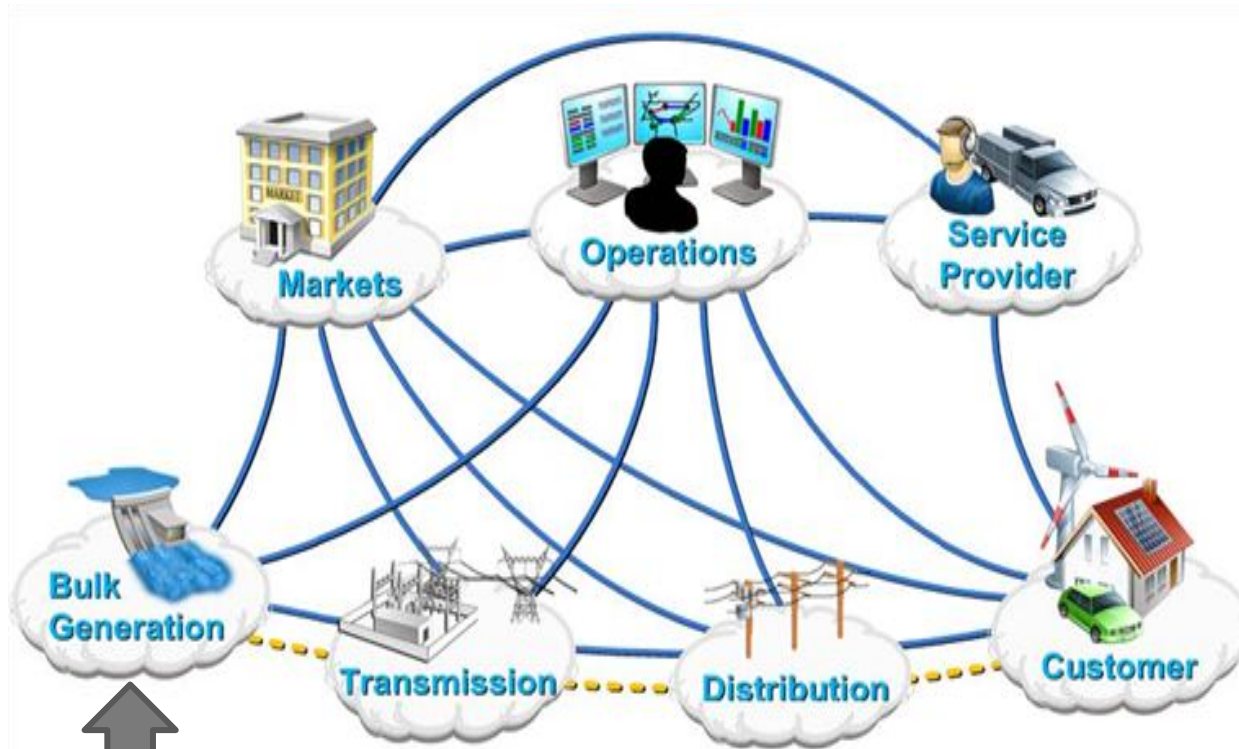 MARKET
Markets
Operations
Service
Provider
Bulk
Generation
Transmission
Distribution
Customer